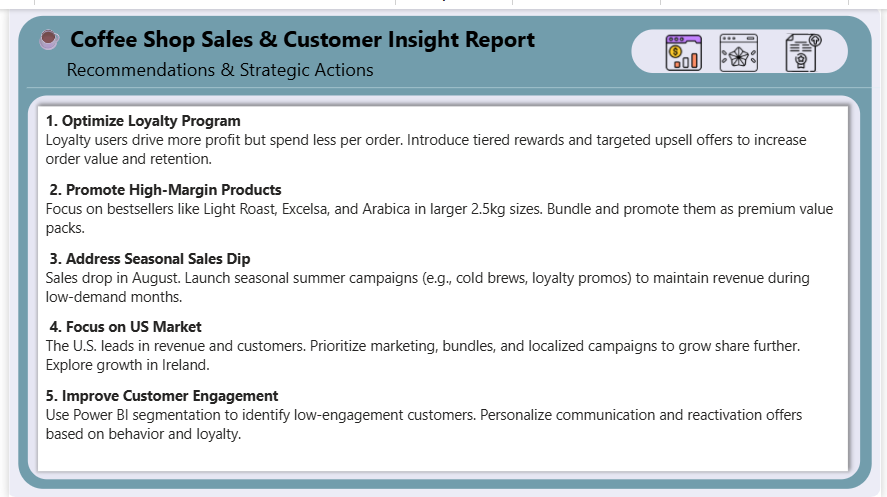 Coffee Shop Sales & Customer Insight Report
Recommendations & Strategic Actions
1. Optimize Loyalty Program
Loyalty users drive more profit but spend less per order. Introduce tiered rewards and targeted upsell offers to increase
order value and retention.
2. Promote High-Margin Products
Focus on bestsellers like Light Roast, Excelsa, and Arabica in larger 2.5kg sizes. Bundle and promote them as premium value
packs.
3. Address Seasonal Sales Dip
Sales drop in August. Launch seasonal summer campaigns (e.g., cold brews, loyalty promos) to maintain revenue during
low-demand months.
4. Focus on US Market
The U.S. leads in revenue and customers. Prioritize marketing, bundles, and localized campaigns to grow share further.
Explore growth in Ireland.
5. Improve Customer Engagement
Use Power BI segmentation to identify low-engagement customers. Personalize communication and reactivation offers
based on behavior and loyalty.